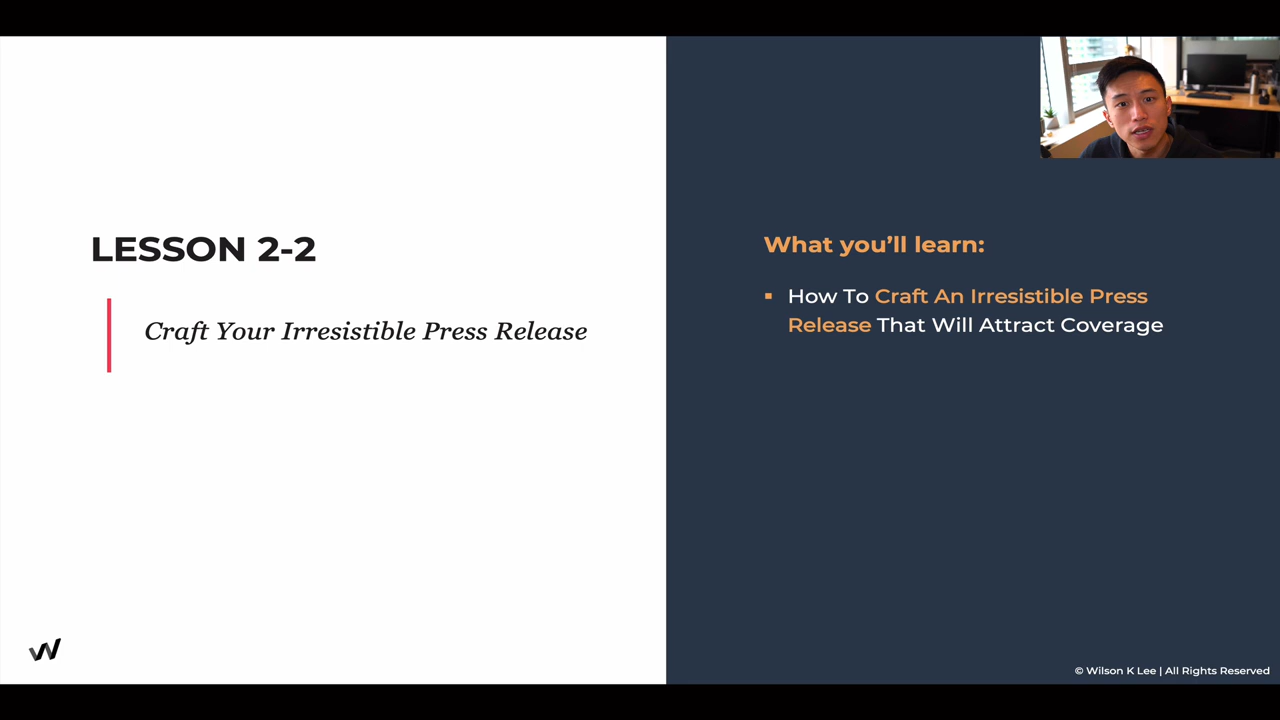 LESSON 2-2
Craft Your Irresistible Press Release
What you’ll learn:
▪ How To Craft An Irresistible Press
Release That Will Attract Coverage
© Wilson K Lee | All Rights Reserved